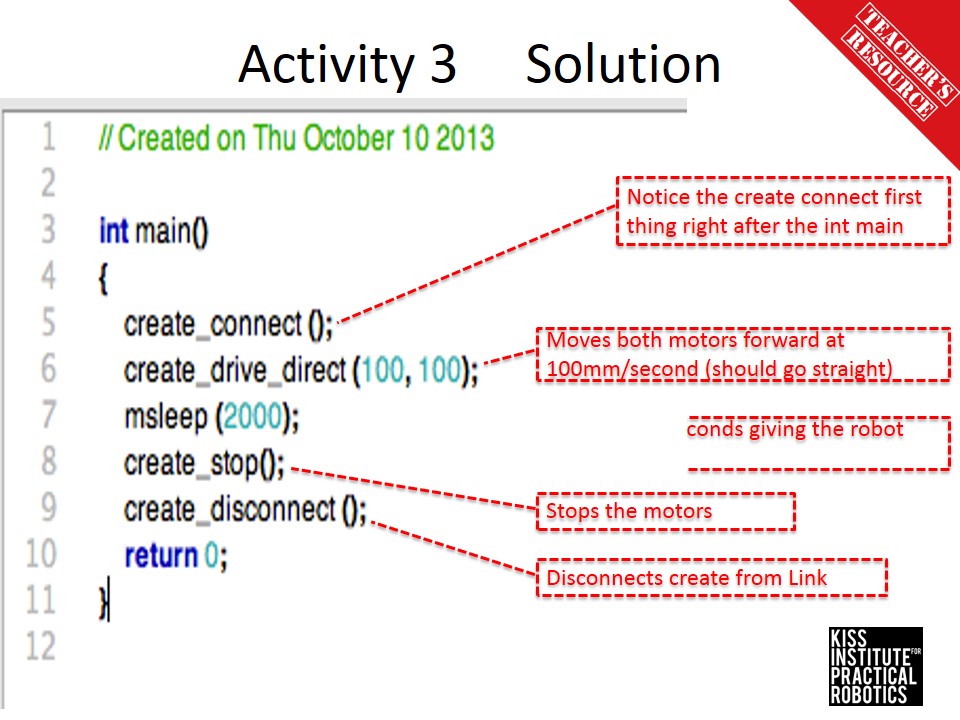 Activity 3 Solution
TEACHER'S
RESOURCE
1 // Created on Thu October 10 2013
2
3 int main()
4 {
5 create_connect ();
6 create_drive_direct (100, 100);
7 msleep (2000);
8 create_stop();
9 create_disconnect ();
10 return 0;
11 }
12
Notice the create connect first
thing right after the int main
Moves both motors forward at
100mm/second (should go straight)
conds giving the robot
Stops the motors
Disconnects create from Link
KISS
INSTITUTE FOR
PRACTICAL
ROBOTICS